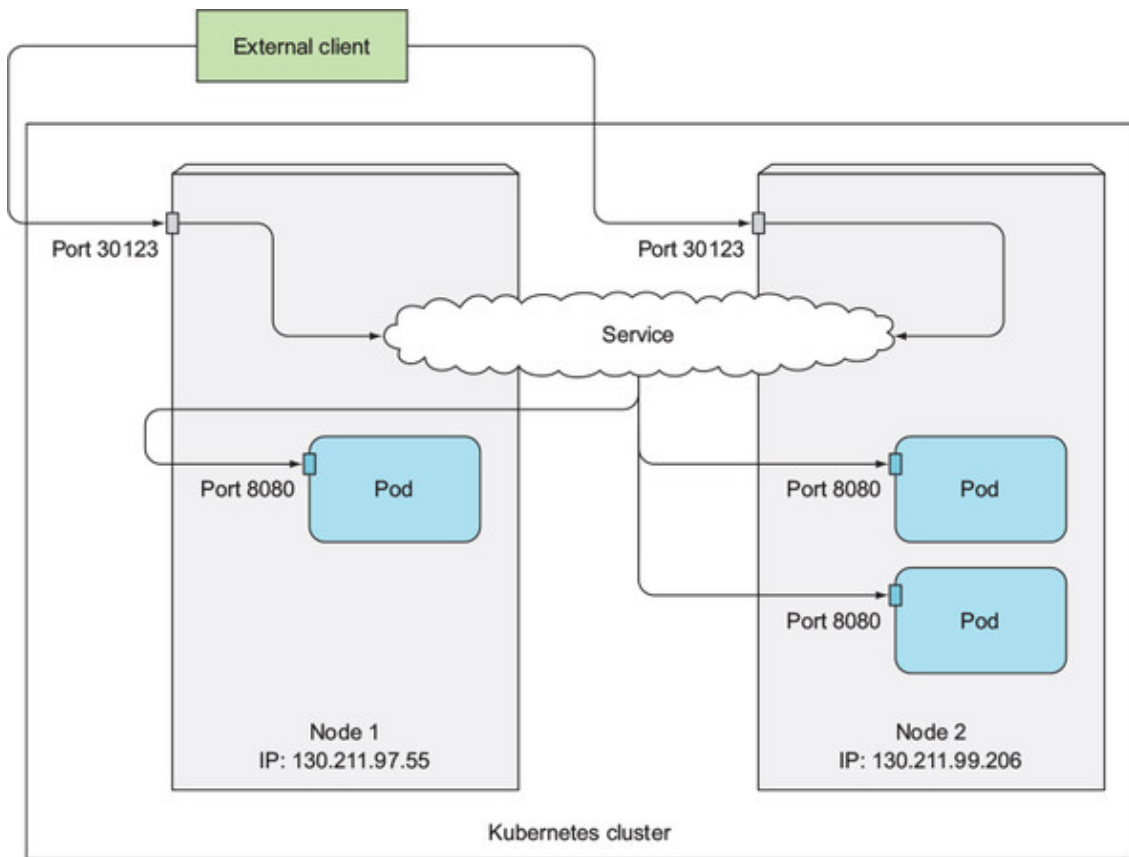 External client
Port 30123
Port 30123
Service
Port 8080
Pod
Port 8080
Pod
Port 8080
Pod
Node 1
IP: 130.211.97.55
Node 2
IP: 130.211.99.206
Kubernetes cluster